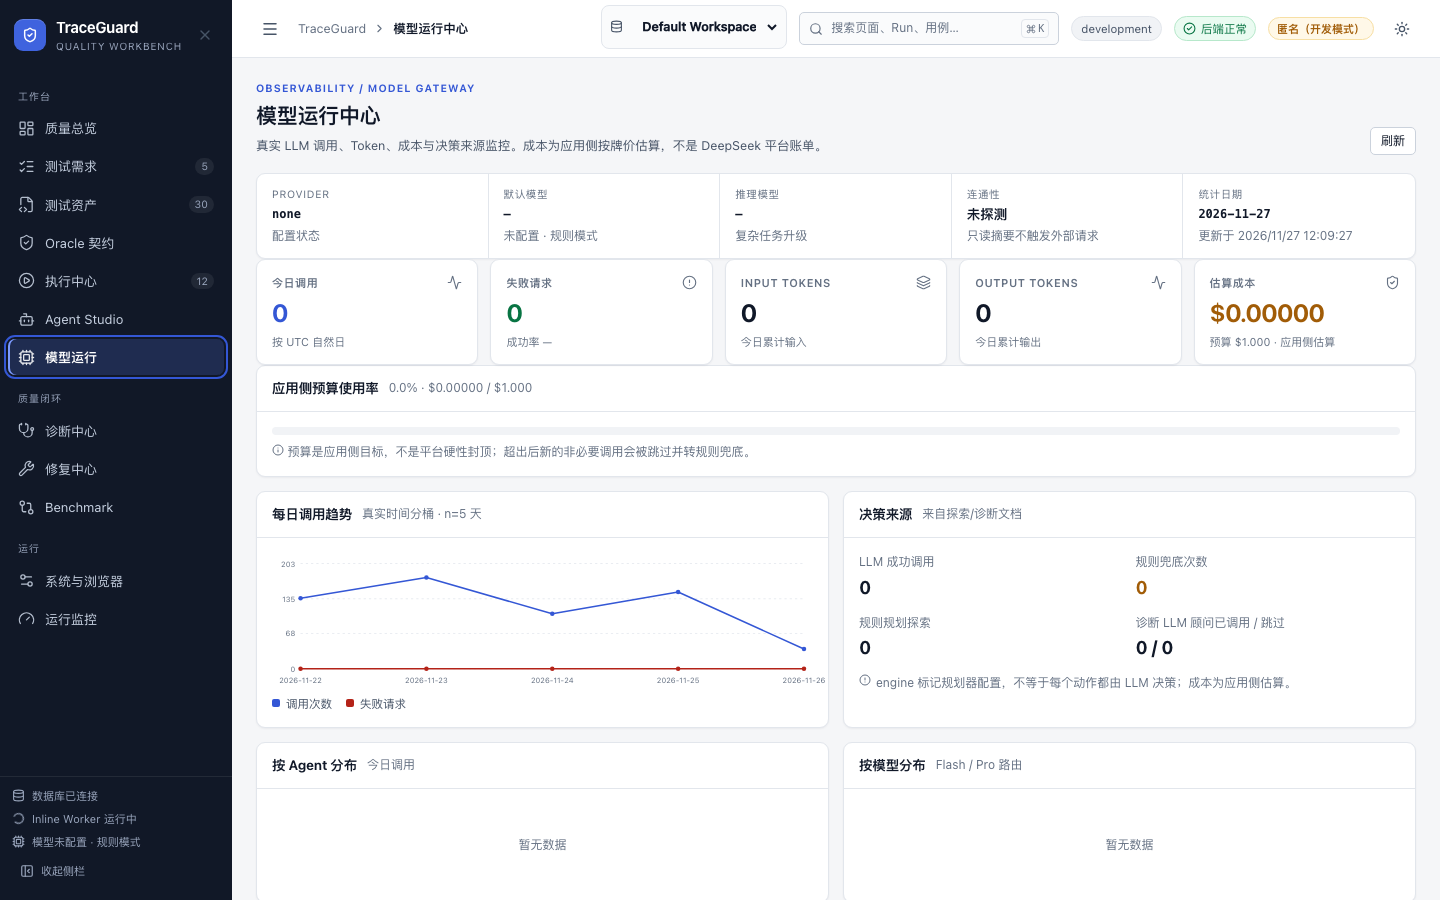 TraceGuard
QUALITY WORKBENCH
工作台
质量总览
测试需求 5
测试资产 30
Oracle 契约
执行中心 12
Agent Studio
模型运行
质量闭环
诊断中心
修复中心
Benchmark
运行
系统与浏览器
运行监控
数据库已连接
Inline Worker 运行中
模型未配置 · 规则模式
收起侧栏
TraceGuard > 模型运行中心
Default Workspace
搜索页面、Run、用例...
⌘ K
development
后端正常
匿名（开发模式）
OBSERVABILITY / MODEL GATEWAY
模型运行中心
真实 LLM 调用、Token、成本与决策来源监控。成本为应用侧按牌价估算，不是 DeepSeek 平台账单。
刷新
PROVIDER
none
配置状态
默认模型
—
未配置 · 规则模式
推理模型
—
复杂任务升级
连通性
未探测
只读摘要不触发外部请求
统计日期
2026-11-27
更新于 2026/11/27 12:09:27
今日调用
0
按 UTC 自然日
失败请求
0
成功率 —
INPUT TOKENS
0
今日累计输入
OUTPUT TOKENS
0
今日累计输出
估算成本
$0.00000
预算 $1.000 · 应用侧估算
应用侧预算使用率 0.0% · $0.00000 / $1.000
预算是应用侧目标，不是平台硬性封顶；超出后新的非必要调用会被跳过并转规则兜底。
每日调用趋势 真实时间分桶 · n=5 天
203
135
68
0
2026-11-22 2026-11-23 2026-11-24 2026-11-25 2026-11-26
调用次数 失败请求
决策来源 来自探索/诊断文档
LLM 成功调用
0
规则兜底次数
0
规则规划探索
0
诊断 LLM 顾问已调用 / 跳过
0 / 0
engine 标记规划器配置，不等于每个动作都由 LLM 决策；成本为应用侧估算。
按 Agent 分布 今日调用
暂无数据
按模型分布 Flash / Pro 路由
暂无数据